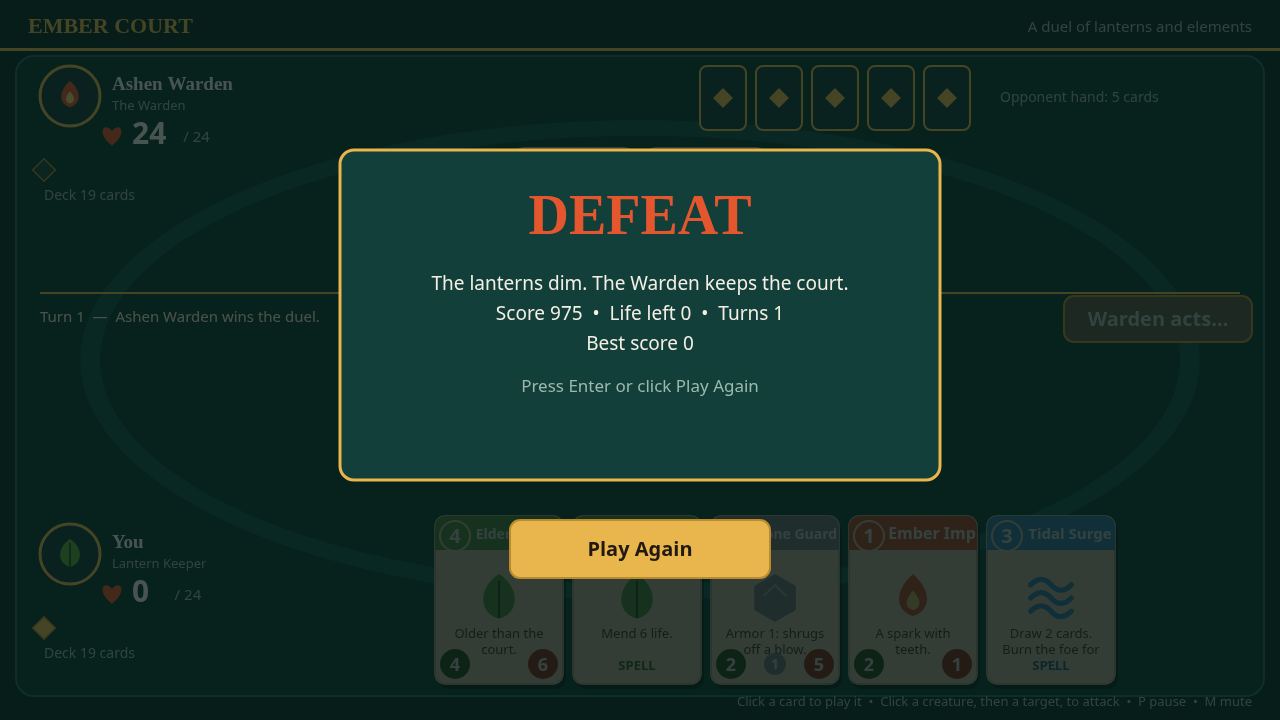 EMBER COURT
A duel of lanterns and elements
Ashen Warden
The Warden
24 / 24
Deck 19 cards
Opponent hand: 5 cards
DEFEAT
The lanterns dim. The Warden keeps the court.
Score 975 • Life left 0 • Turns 1
Best score 0
Press Enter or click Play Again
Turn 1 — Ashen Warden wins the duel.
Warden acts...
Play Again
You
Lantern Keeper
0 / 24
Deck 19 cards
4
Older than the
court.
4 6
Mend 6 life.
SPELL
Guard
Armor 1: shrugs
off a blow.
2 1 5
1 Ember Imp
A spark with
teeth.
2 1
3 Tidal Surge
Draw 2 cards.
Burn the foe for
SPELL
Click a card to play it • Click a creature, then a target, to attack • P pause • M mute